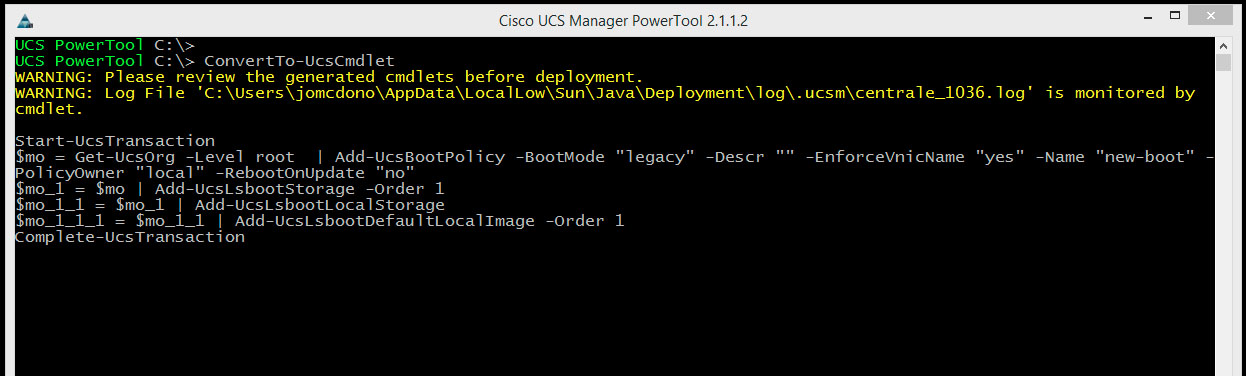 Cisco UCS Manager PowerTool 2.1.1.2
UCS PowerTool C:\>
UCS PowerTool C:\> ConvertTo-UcsCmdlet
WARNING: Please review the generated cmdlets before deployment.
WARNING: Log File 'C:\Users\jomcdono\AppData\LocalLow\Sun\Java\Deployment\log\.ucsm\centrale_1036.log' is monitored by
cmdlet.
Start-UcsTransaction
$mo = Get-UcsOrg -Level root  | Add-UcsBootPolicy -BootMode "legacy" -Descr "" -EnforceVnicName "yes" -Name "new-boot" -
PolicyOwner "local" -RebootOnUpdate "no"
$mo_1 = $mo | Add-UcsLsbootStorage -Order 1
$mo_1_1 = $mo_1 | Add-UcsLsbootLocalStorage
$mo_1_1_1 = $mo_1_1 | Add-UcsLsbootDefaultLocalImage -Order 1
Complete-UcsTransaction